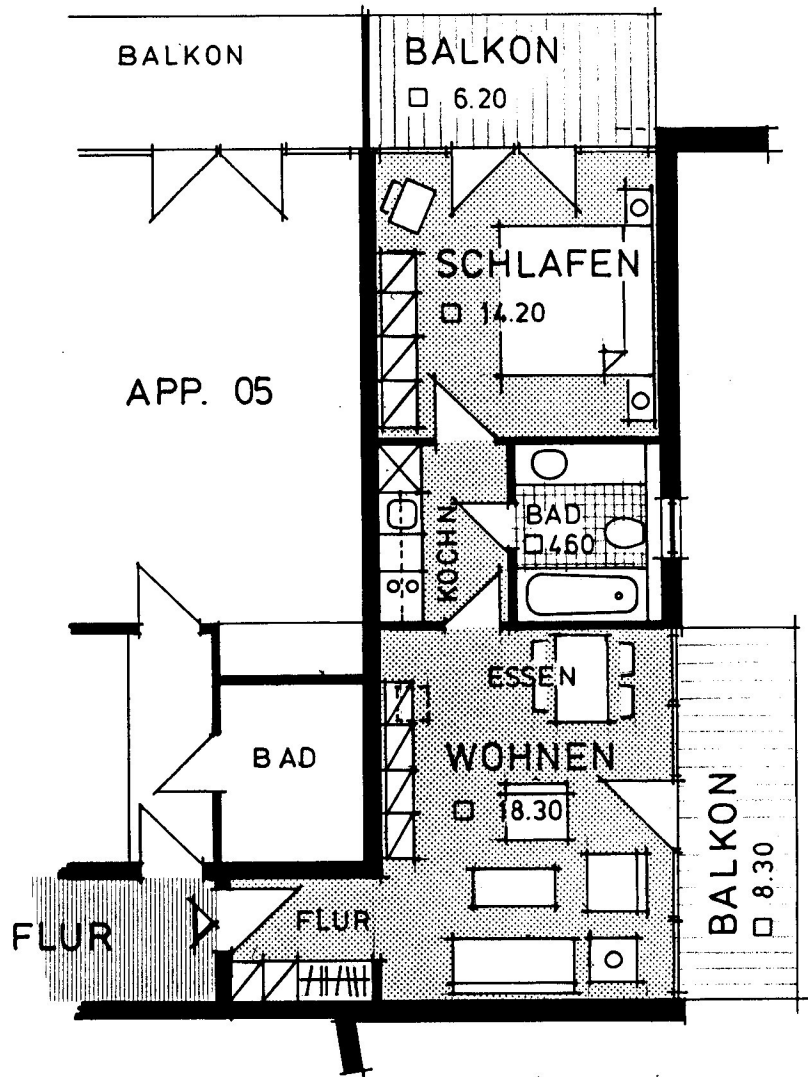 BALKON
BALKON
□ 6.20
SCHLAFEN
□ 14.20
APP. 05
KOCHN
BAD
□ 4.60
ESSEN
BAD
WOHNEN
□ 18.30
BALKON
□ 8.30
FLUR
FLUR